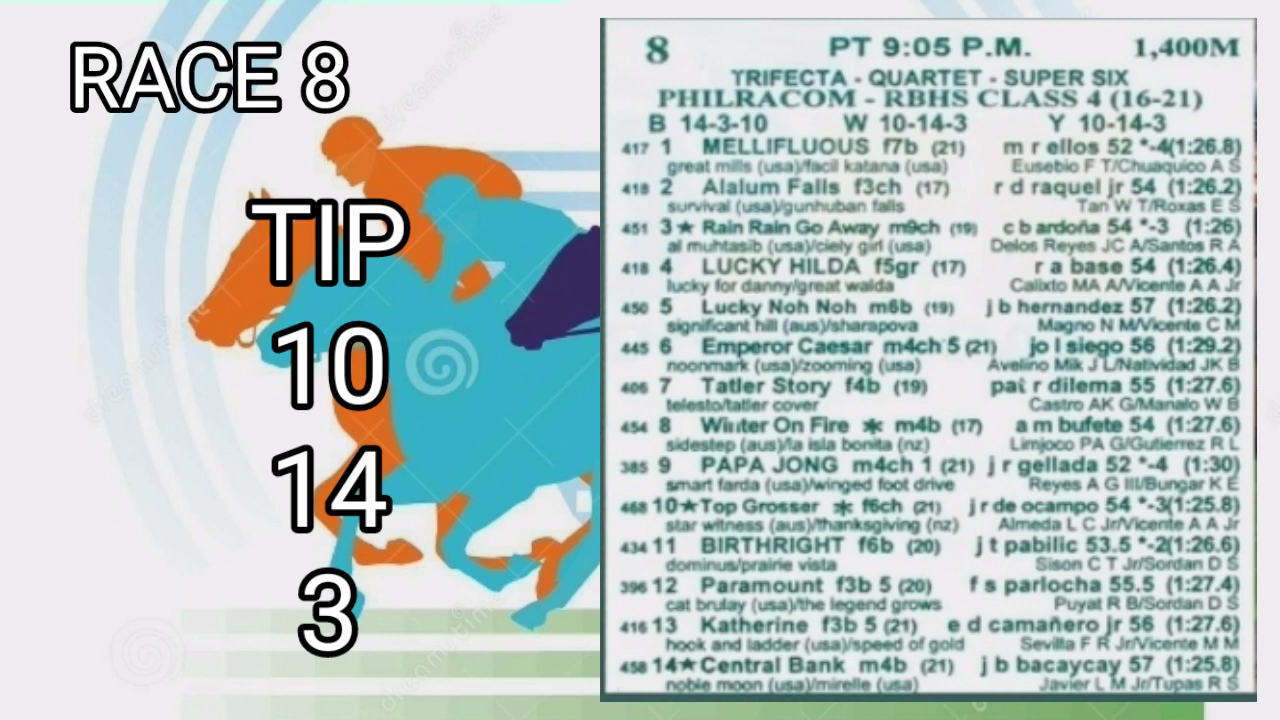 RACE 8
TIP
10
14
3
8 PT 9:05 P.M. 1,400M
TRIFECTA - QUARTET - SUPER SIX
PHILRACOM - RBHS CLASS 4 (16-21)
B 14-3-10 W 10-14-3 Y 10-14-3
417 1 MELLIFLUOUS f7b (21) m r ellos 52 *-4(1:26.8)
great mills (usa)/facil katana (usa) Eusebio F T/Chuaquico A S
418 2 Alalum Falls f3ch (17) r d raquel jr 54 (1:26.2)
survival (usa)/gunhuban falls Tan W T/Roxas E S
451 3★ Rain Rain Go Away m9ch (19) c b ardoña 54 *-3 (1:26)
al muhtasib (usa)/ciely girl (usa) Delos Reyes JC A/Santos R A
418 4 LUCKY HILDA f5gr (17) r a base 54 (1:26.4)
lucky for danny/great walda Calixto MA A/Vicente A A Jr
450 5 Lucky Noh Noh m6b (19) j b hernandez 57 (1:26.2)
significant hill (aus)/sharapova Magno N M/Vicente C M
445 6 Emperor Caesar m4ch 5 (21) jo l siego 56 (1:29.2)
noonmark (usa)/zooming (usa) Avelino Mik J L/Natividad JK B
406 7 Tatler Story f4b (19) pat r dilema 55 (1:27.6)
telesto/tatler cover Castro AK G/Manalo W B
454 8 Winter On Fire ✻ m4b (17) a m bufete 54 (1:27.6)
sidestep (aus)/la isla bonita (nz) Limjoco PA G/Gutierrez R L
385 9 PAPA JONG m4ch 1 (21) j r gellada 52 *-4 (1:30)
smart farda (usa)/winged foot drive Reyes A G III/Bungar K E
468 10★Top Grosser ✻ f6ch (21) j r de ocampo 54 *-3(1:25.8)
star witness (aus)/thanksgiving (nz) Almeda L C Jr/Vicente A A Jr
434 11 BIRTHRIGHT f6b (20) j t pabilic 53.5 *-2(1:26.6)
dominus/prairie vista Sison C T Jr/Sordan D S
396 12 Paramount f3b 5 (20) f s parlocha 55.5 (1:27.4)
cat brulay (usa)/the legend grows Puyat R B/Sordan D S
416 13 Katherine f3b 5 (21) e d camañero jr 56 (1:27.6)
hook and ladder (usa)/speed of gold Sevilla F R Jr/Vicente M M
458 14★Central Bank m4b (21) j b bacaycay 57 (1:25.8)
noble moon (usa)/mirelle (usa) Javier L M Jr/Tupas R S